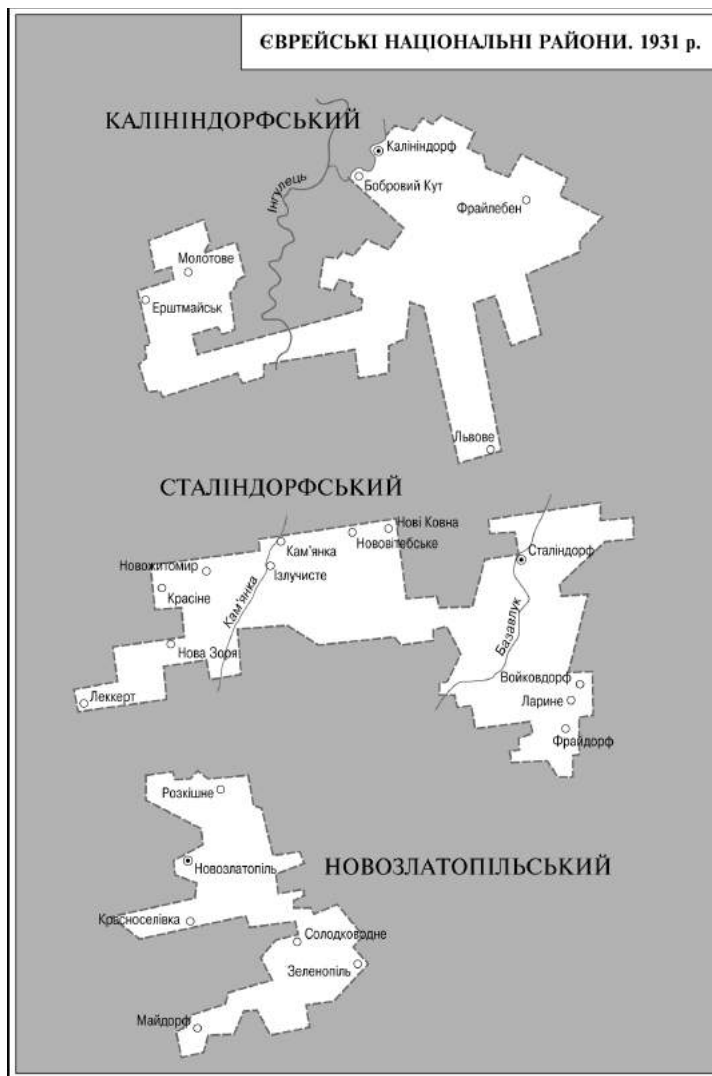 ЄВРЕЙСЬКІ НАЦІОНАЛЬНІ РАЙОНИ. 1931 р.
КАЛІНІНДОРФСЬКИЙ
Калініндорф
Інгулець
Бобровий Кут
Фрайлебен
Молотове
Ерштмайськ
Львове
СТАЛІНДОРФСЬКИЙ
Нові Ковна
Нововітебське
Кам'янка
Сталіндорф
Новожитомир
Ізлучисте
Красіне
Кам'янка
Базавлук
Нова Зоря
Войковдорф
Леккерт
Ларине
Фрайдорф
Розкішне
Новозлатопіль
НОВОЗЛАТОПІЛЬСЬКИЙ
Красноселівка
Солодководне
Зеленопіль
Майдорф